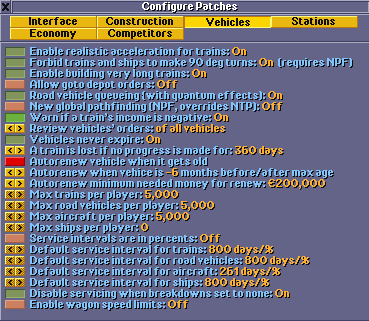 Configure Patches
Interface Construction Vehicles Stations
Economy Competitors
Enable realistic acceleration for trains: On
Forbid trains and ships to make 90 deg turns: On (requires NPF)
Enable building very long trains: On
Allow goto depot orders: Off
Road vehicle queueing (with quantum effects): On
New global pathfinding (NPF, overrides NTP): Off
Warn if a train's income is negative: On
Review vehicles' orders: of all vehicles
Vehicles never expire: On
A train is lost if no progress is made for: 360 days
Autorenew vehicle when it gets old
Autorenew when vehice is -6 months before/after max age
Autorenew minimum needed money for renew: €200,000
Max trains per player: 5,000
Max road vehicles per player: 5,000
Max aircraft per player: 5,000
Max ships per player: 0
Service intervals are in percents: Off
Default service interval for trains: 800 days/%
Default service interval for road vehicles: 800 days/%
Default service interval for aircraft: 261 days/%
Default service interval for ships: 800 days/%
Disable servicing when breakdowns set to none: On
Enable wagon speed limits: Off